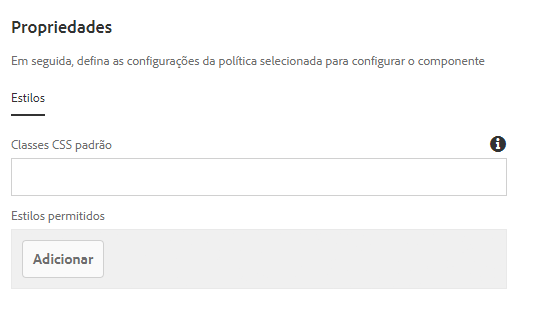 Propriedades
Em seguida, defina as configurações da política selecionada para configurar o componente
Estilos
Classes CSS padrão
Estilos permitidos
Adicionar